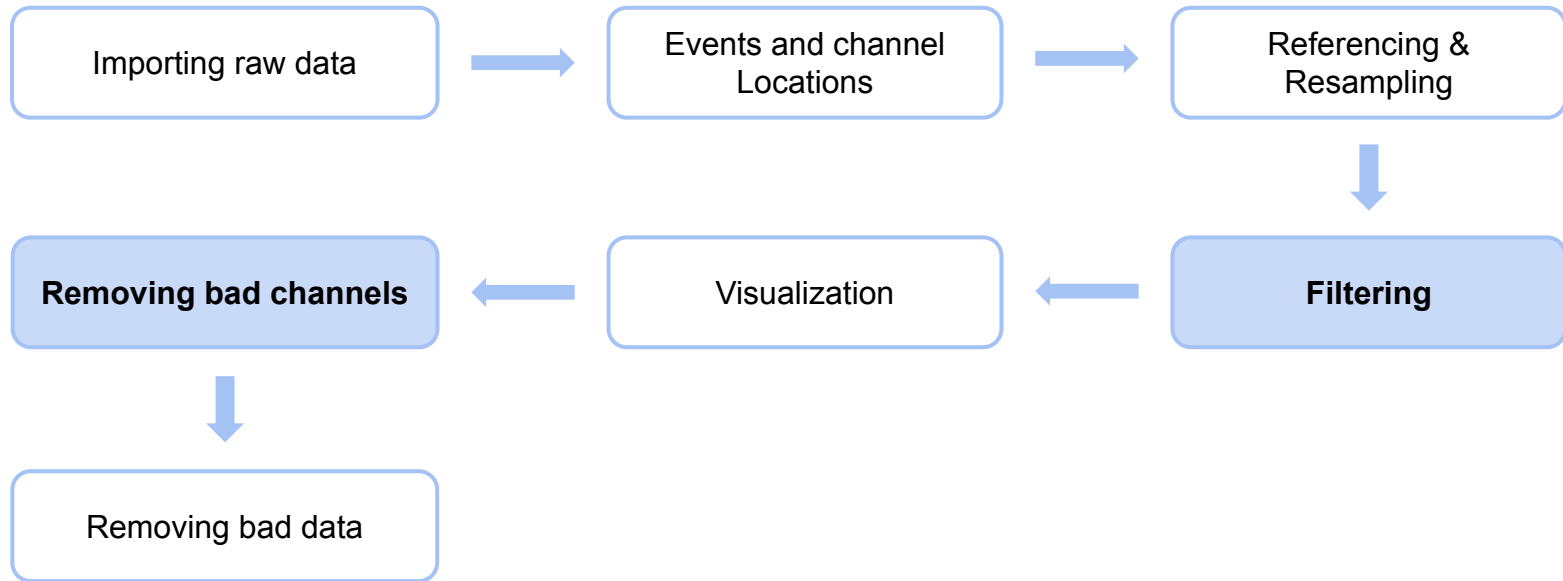 Importing raw data
Events and channel
Locations
Referencing &
Resampling
Filtering
Visualization
Removing bad channels
Removing bad data